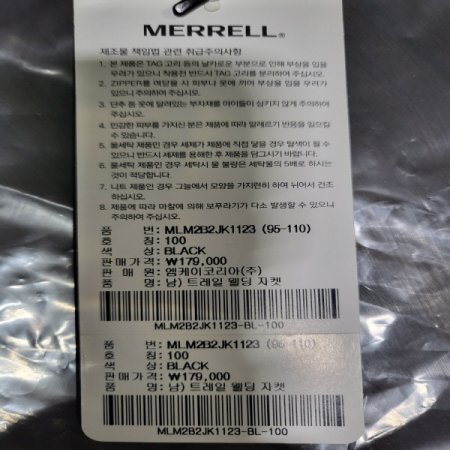 MERRELL®
제조물 책임법 관련 취급주의사항
1. 본 제품은 TAG 고리 등의 날카로운 부분으로 인해 부상을 입을
우려가 있으니 착용전 반드시 TAG 고리를 분리하여 주십시오.
2. ZIPPER를 여닫을 시 피부나 옷에 끼어 부상을 입을
우려가 있으니 주의하여 주십시오.
3. 단추 등 옷에 달려있는 부자재를 아이들이 삼키지 않게 주의하여
주십시오.
4. 민감한 피부를 가지신 분은 제품에 따라 알레르기 반응을 일으킬
수 있습니다.
5. 물세탁 제품인 경우 세제가 제품에 직접 닿을 경우 탈색이 될 수
있으니 반드시 세제를 용해한 후 제품을 담그시기 바랍니다.
6. 물세탁 제품인 경우 세탁시 물 불량은 세탁물의 5배로 하시는
것이 적당합니다.
7. 니트 제품인 경우 그늘에서 모양을 가지런히 하여 뉘어서 건조
하십시오.
8. 제품에 따라 마찰에 의해 보푸라기가 다소 발생할 수 있으니
주의하여 주십시오.
품 번: MLM2B2JK1123 (95-110)
호 칭: 100
색 상: BLACK
판매가격: ₩179,000
판 매 원: 엠케이코리아(주)
품 명: 남) 트레일 웰딩 자켓
MLM2B2JK1123-BL-100
품 번: MLM2B2JK1123 (95-110)
호 칭: 100
색 상: BLACK
판매가격: ₩179,000
품 명: 남) 트레일 웰딩 자켓
MLM2B2JK1123-BL-100